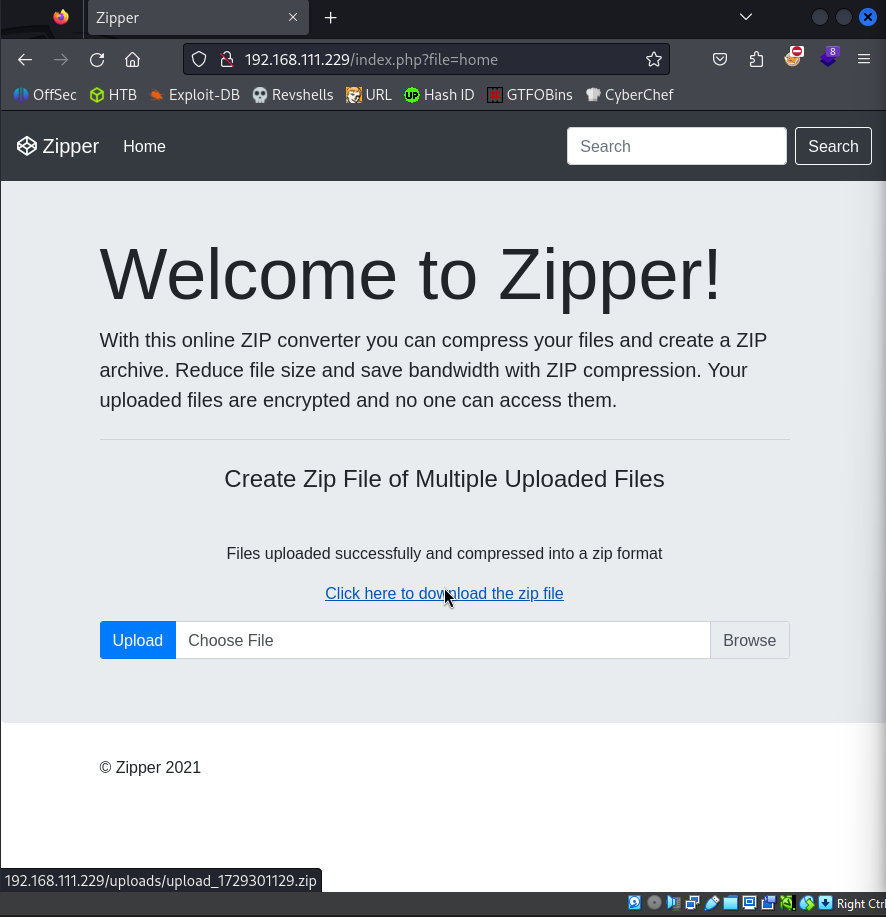 Zipper
192.168.111.229/index.php?file=home
8
OffSec HTB Exploit-DB Revshells URL Hash ID GTFOBins CyberChef
Zipper Home Search Search
Welcome to Zipper!
With this online ZIP converter you can compress your files and create a ZIP
archive. Reduce file size and save bandwidth with ZIP compression. Your
uploaded files are encrypted and no one can access them.
Create Zip File of Multiple Uploaded Files
Files uploaded successfully and compressed into a zip format
Click here to download the zip file
Upload Choose File Browse
© Zipper 2021
192.168.111.229/uploads/upload_1729301129.zip
Right Ctrl